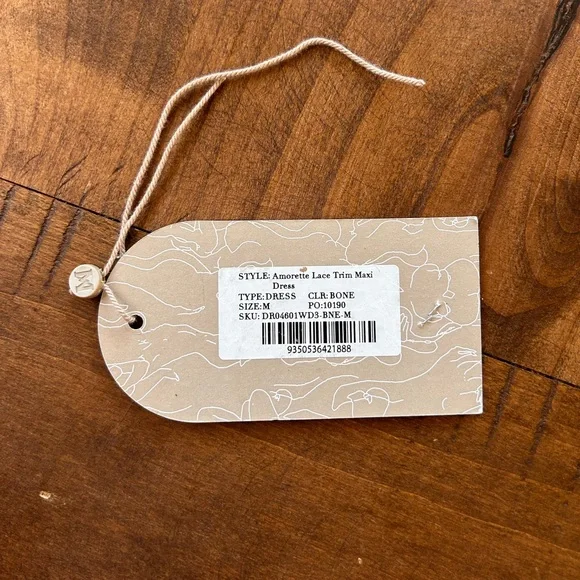 STYLE: Amorette Lace Trim Maxi
Dress
TYPE:DRESS CLR:BONE
SIZE:M PO:10190
SKU: DR04601WD3-BNE-M
9350536421888